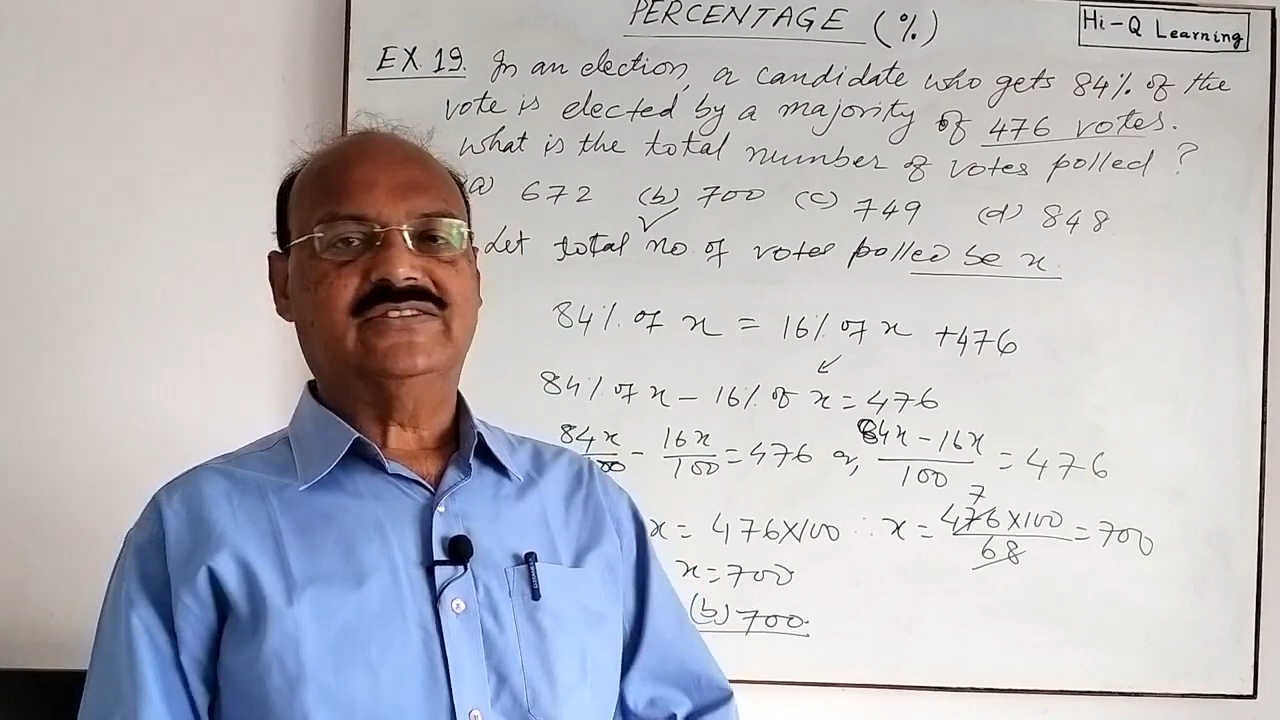 PERCENTAGE (%)
Hi-Q Learning
EX. 19. In an election, a candidate who gets 84% of the
vote is elected by a majority of 476 votes.
what is the total number of votes polled ?
a) 672 (b) 700 (c) 749 (d) 848
Let total no. of votes polled be x.
84% of x = 16% of x + 476
84% of x - 16% of x = 476
84x/100 - 16x/100 = 476 or, 84x - 16x/100 = 476
x = 476 × 100 ∴ x = 476 × 100/68 = 700
7
x = 700
(b) 700.